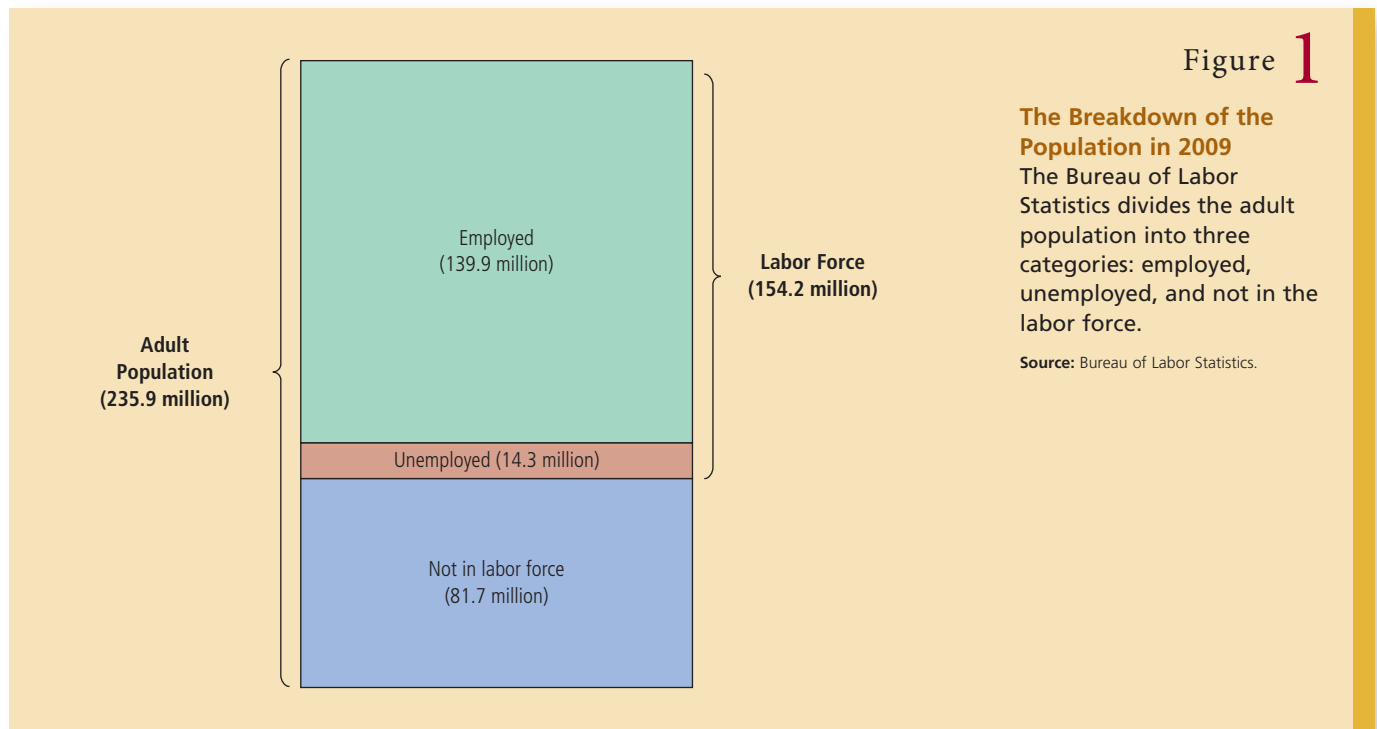 Figure 1
The Breakdown of the
Population in 2009
The Bureau of Labor
Statistics divides the adult
population into three
categories: employed,
unemployed, and not in the
labor force.
Source: Bureau of Labor Statistics.
Adult
Population
(235.9 million)
Employed
(139.9 million)
Unemployed (14.3 million)
Not in labor force
(81.7 million)
Labor Force
(154.2 million)